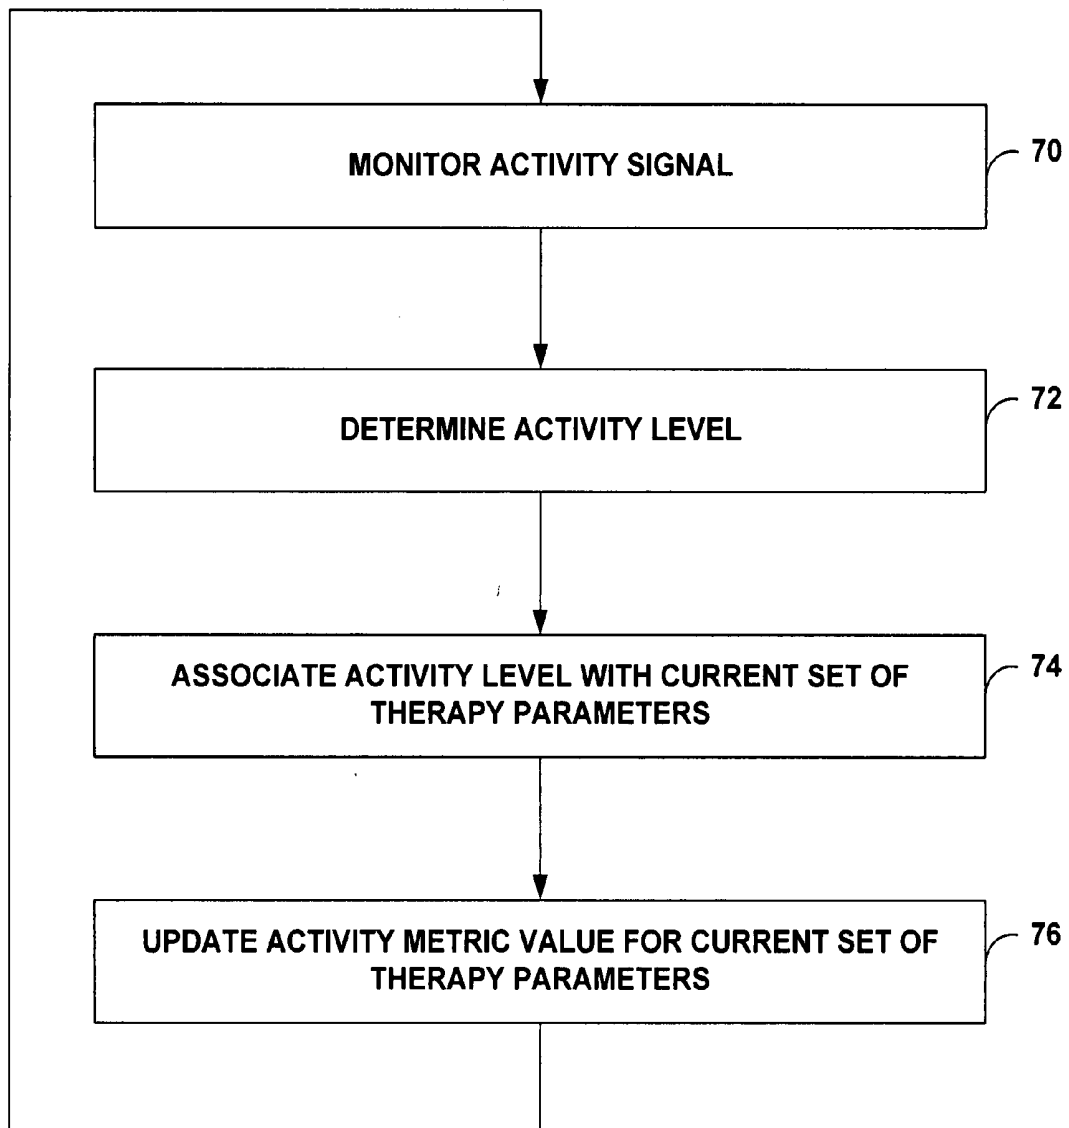 MONITOR ACTIVITY SIGNAL
70
DETERMINE ACTIVITY LEVEL
72
ASSOCIATE ACTIVITY LEVEL WITH CURRENT SET OF
THERAPY PARAMETERS
74
UPDATE ACTIVITY METRIC VALUE FOR CURRENT SET OF
THERAPY PARAMETERS
76